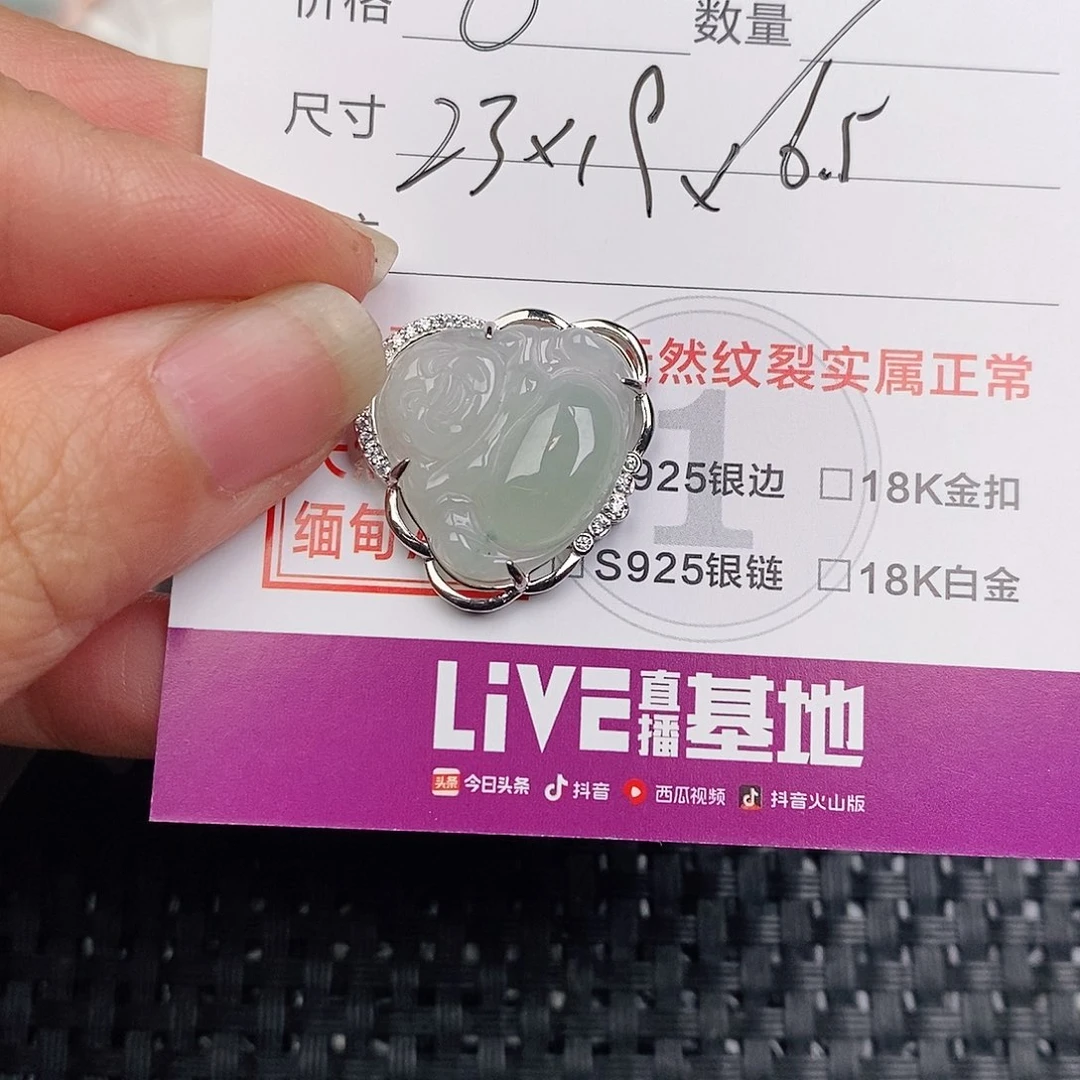 价格 数量
尺寸 23×19×6.5
然纹裂实属正常
925银边 □18K金扣
缅甸 □S925银链 □18K白金
1
LiVE直播基地
头条 今日头条 抖音 西瓜视频 抖音火山版